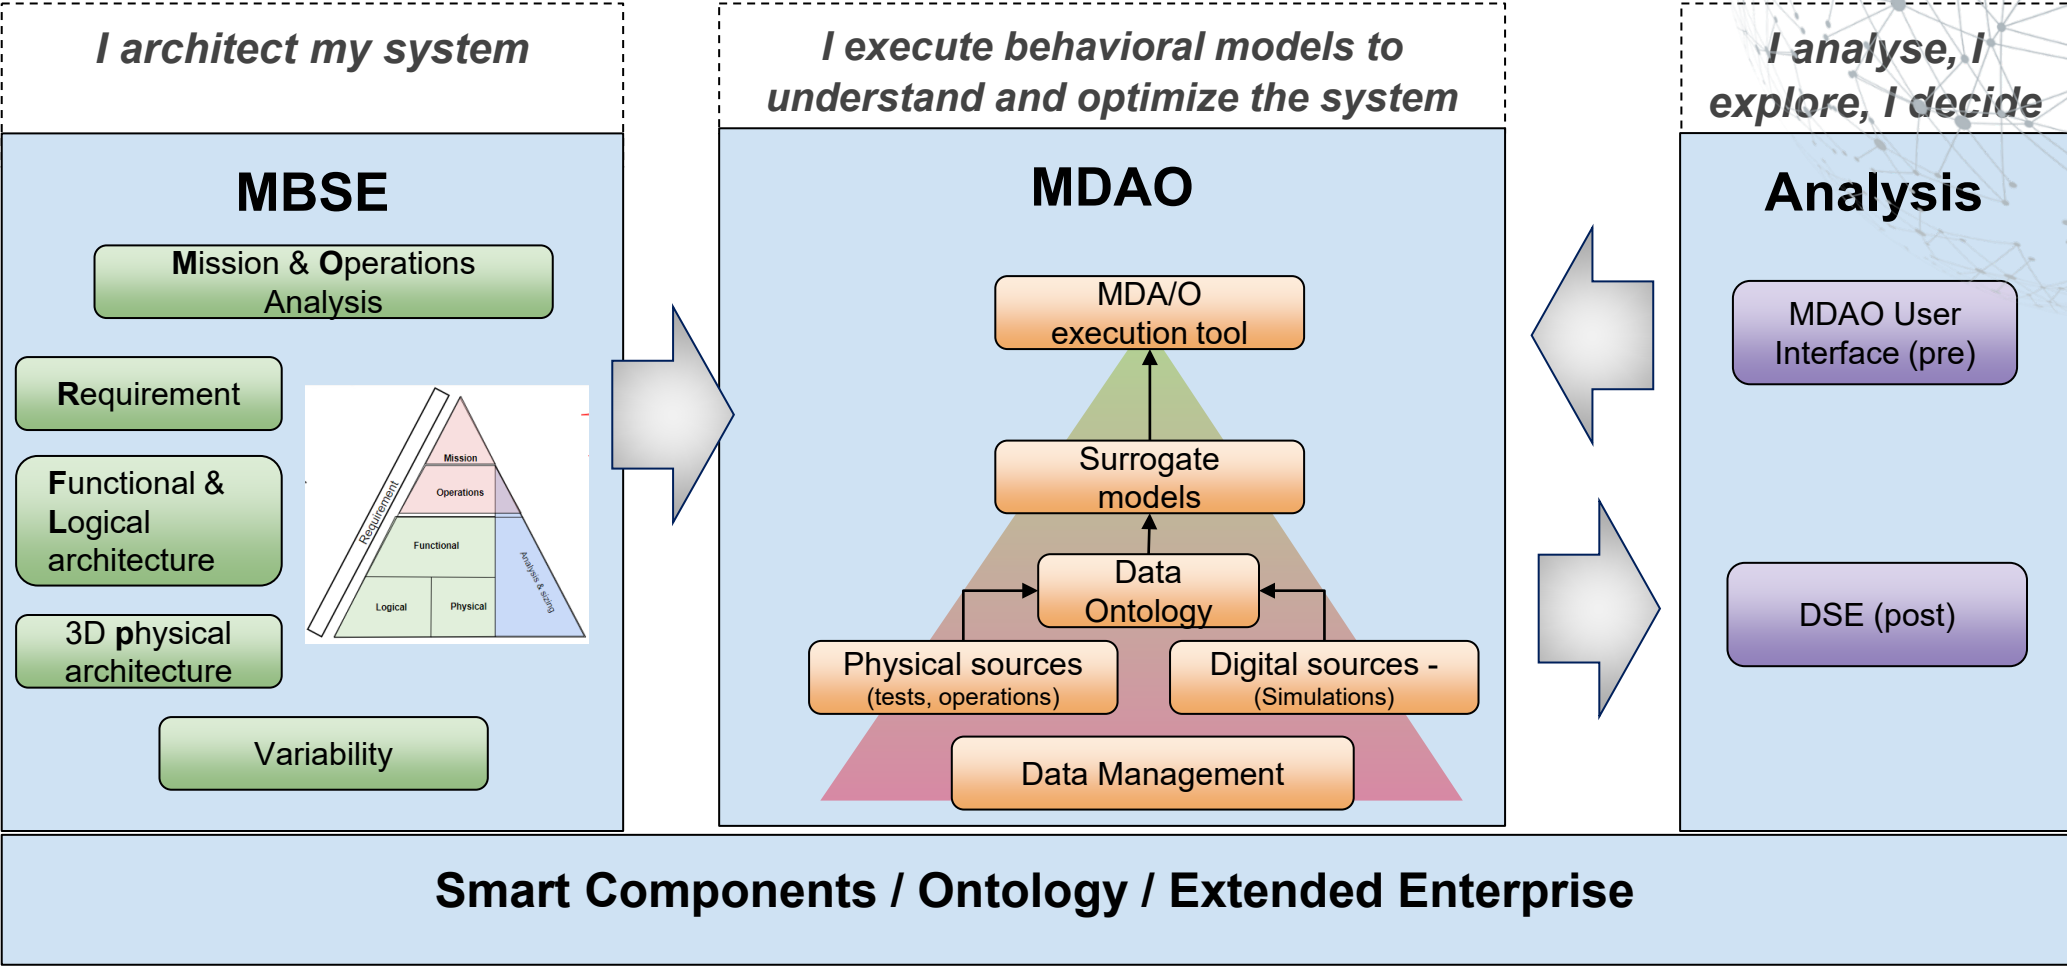 I architect my system
I execute behavioral models to
understand and optimize the system
I analyse, I
explore, I decide
MBSE
Mission & Operations
Analysis
Requirement
Functional &
Logical
architecture
3D physical
architecture
Variability
Requirement
Mission
Operations
Functional
Logical
Physical
Analysis & sizing
MDAO
MDA/O
execution tool
Surrogate
models
Data
Ontology
Physical sources
(tests, operations)
Digital sources -
(Simulations)
Data Management
Analysis
MDAO User
Interface (pre)
DSE (post)
Smart Components / Ontology / Extended Enterprise